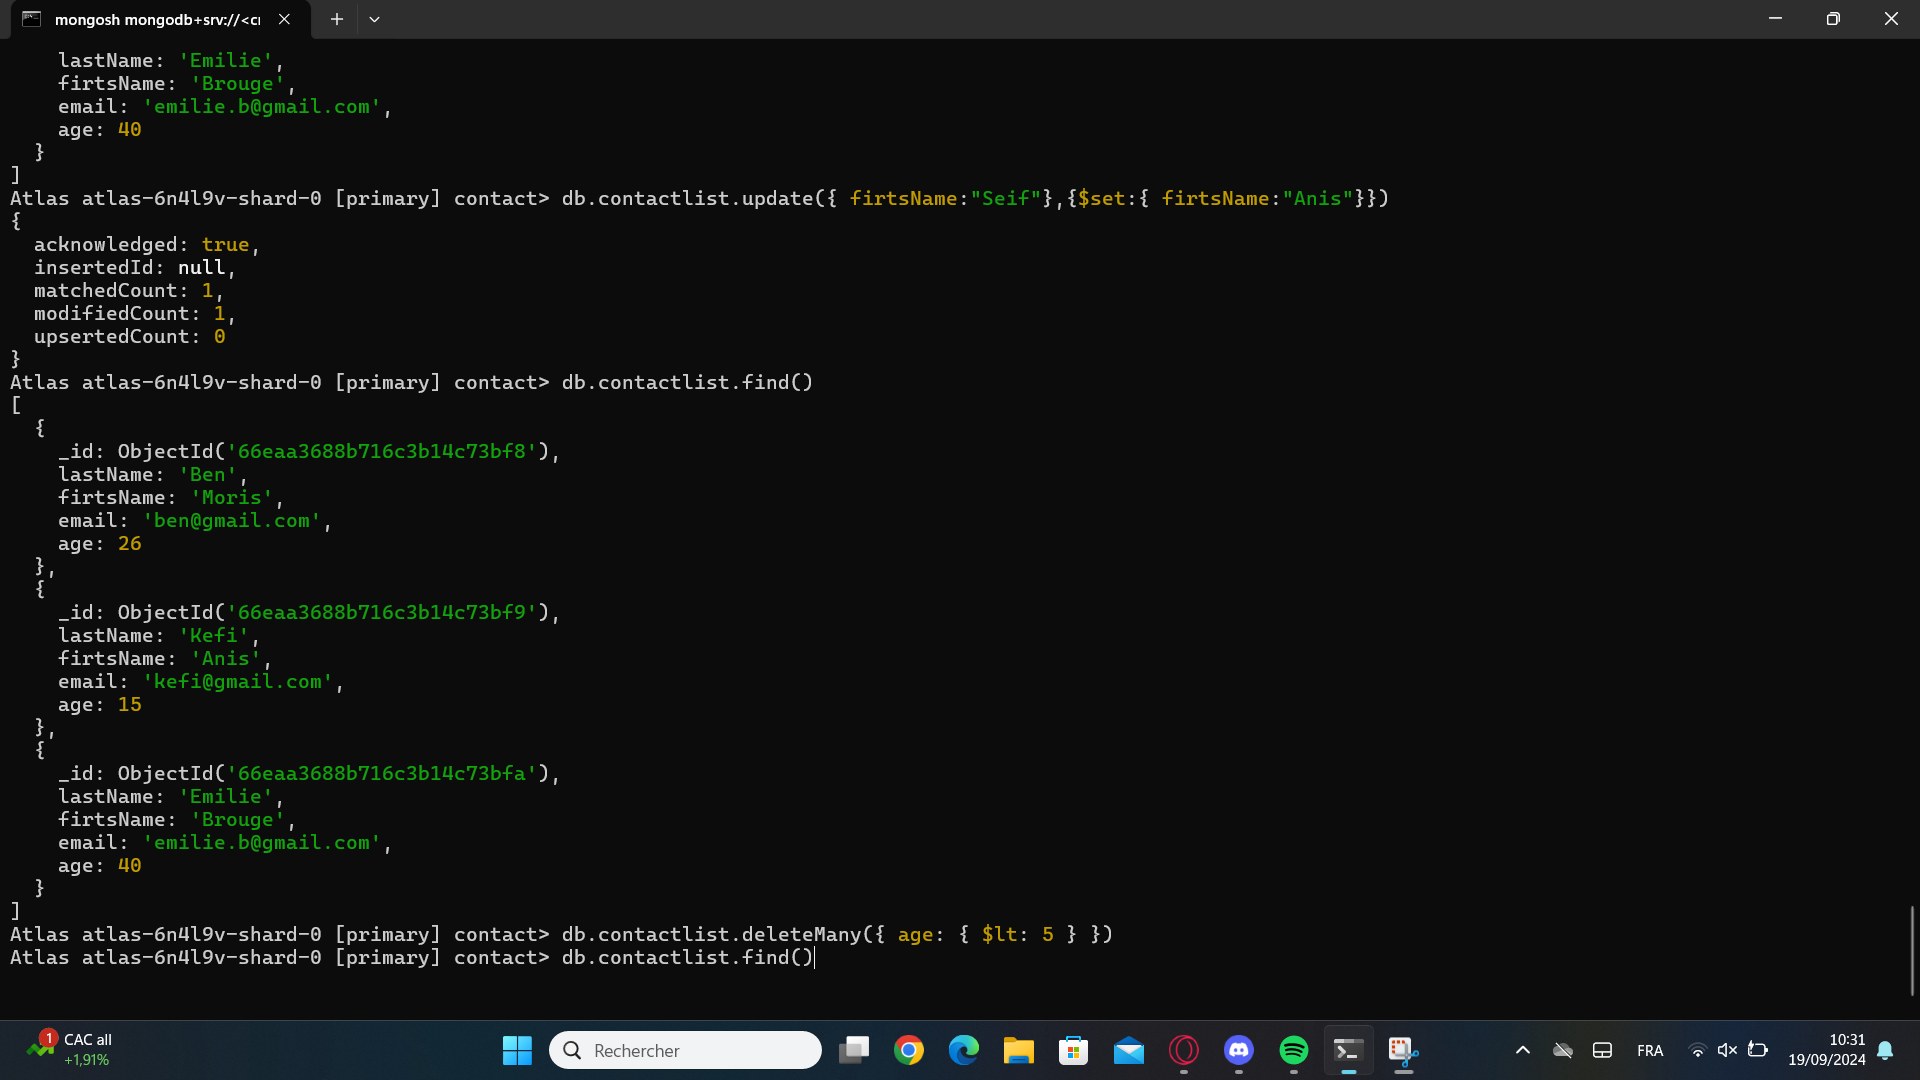 mongosh mongodb+srv://<cr
lastName: 'Emilie',
firtsName: 'Brouge',
email: 'emilie.b@gmail.com',
age: 40
}
]
Atlas atlas-6n4l9v-shard-0 [primary] contact> db.contactlist.update({ firtsName:"Seif"},{$set:{ firtsName:"Anis"}})
{
acknowledged: true,
insertedId: null,
matchedCount: 1,
modifiedCount: 1,
upsertedCount: 0
}
Atlas atlas-6n4l9v-shard-0 [primary] contact> db.contactlist.find()
[
{
_id: ObjectId('66eaa3688b716c3b14c73bf8'),
lastName: 'Ben',
firtsName: 'Moris',
email: 'ben@gmail.com',
age: 26
},
{
_id: ObjectId('66eaa3688b716c3b14c73bf9'),
lastName: 'Kefi',
firtsName: 'Anis',
email: 'kefi@gmail.com',
age: 15
},
{
_id: ObjectId('66eaa3688b716c3b14c73bfa'),
lastName: 'Emilie',
firtsName: 'Brouge',
email: 'emilie.b@gmail.com',
age: 40
}
]
Atlas atlas-6n4l9v-shard-0 [primary] contact> db.contactlist.deleteMany({ age: { $lt: 5 } })
Atlas atlas-6n4l9v-shard-0 [primary] contact> db.contactlist.find()
1
CAC all
+1,91%
Rechercher
FRA
10:31
19/09/2024